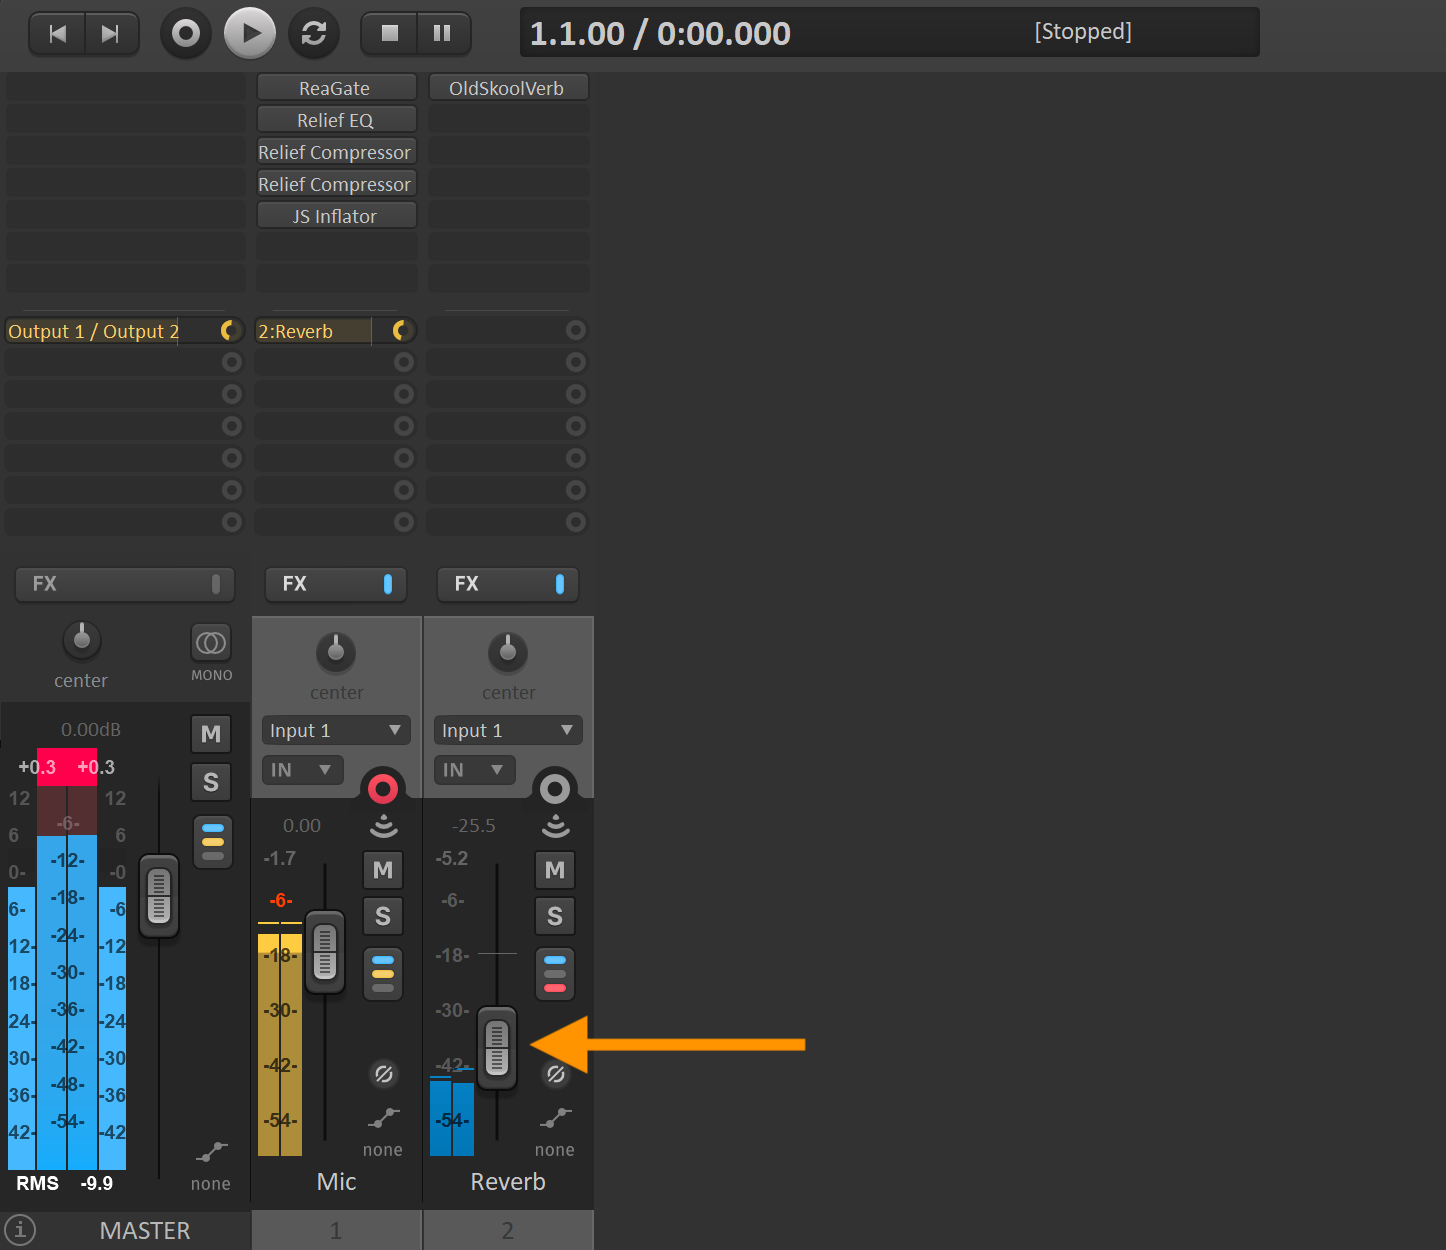 1.1.00 / 0:00.000
[Stopped]
ReaGate
OldSkoolVerb
Relief EQ
Relief Compressor
Relief Compressor
JS Inflator
Output 1 / Output 2
2:Reverb
FX
FX
FX
center
MONO
center
center
Input 1
Input 1
IN
IN
0.00dB
M
+0.3 +0.3
S
12 12
6 -6- 6
0- -12- -0
6- -18- -6
12- -24- -12
18- -30- -18
24- -36- -24
30- -42- -30
36- -48- -36
42- -54- -42
none
RMS -9.9
MASTER
i
0.00
-1.7
M
-6-
S
-18-
-30-
-42-
-54-
none
Mic
1
-25.5
-5.2
M
-6-
S
-18-
-30-
-42-
-54-
none
Reverb
2